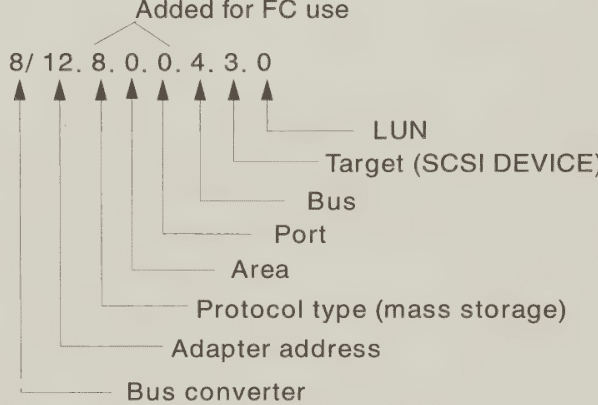 Added for FC use
8/ 12. 8. 0. 0. 4. 3. 0
LUN
Target (SCSI DEVICE)
Bus
Port
Area
Protocol type (mass storage)
Adapter address
Bus converter